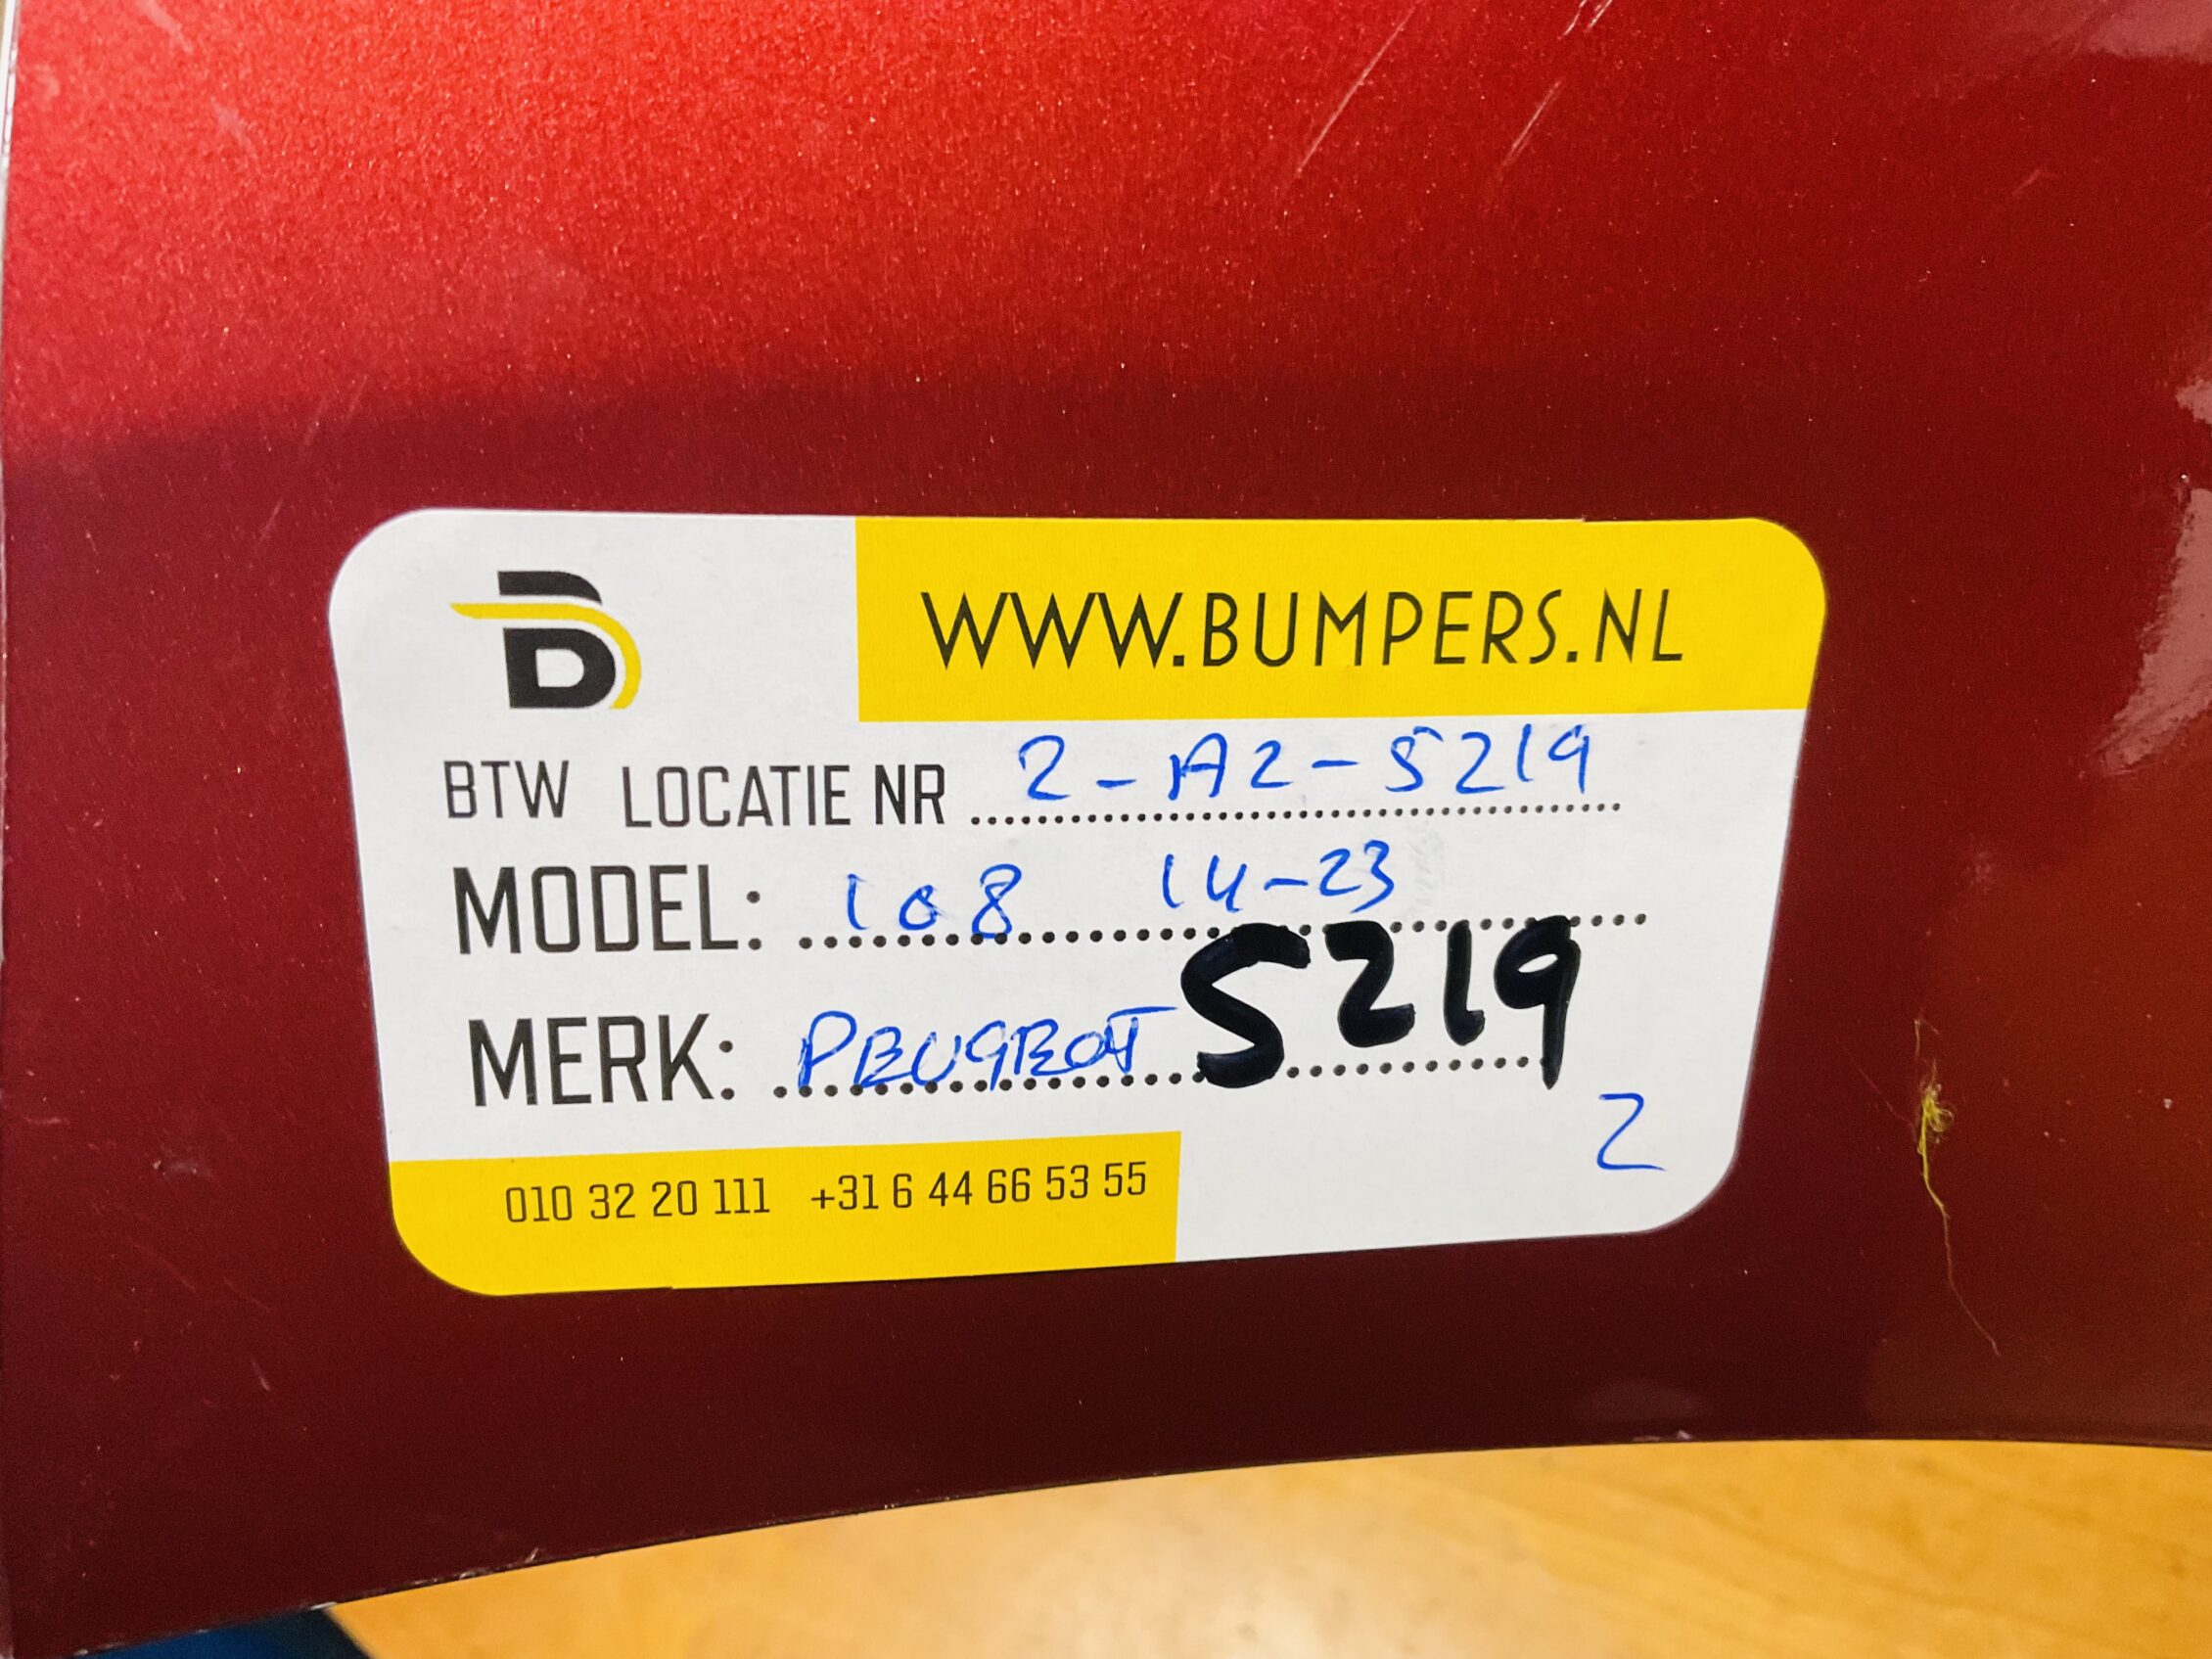 WWW.BUMPERS.NL
BTW LOCATIE NR 2-A2-5219
MODEL: 108 14-23
MERK: PEUGEOT 5219
2
010 32 20 111 +31 6 44 66 53 55